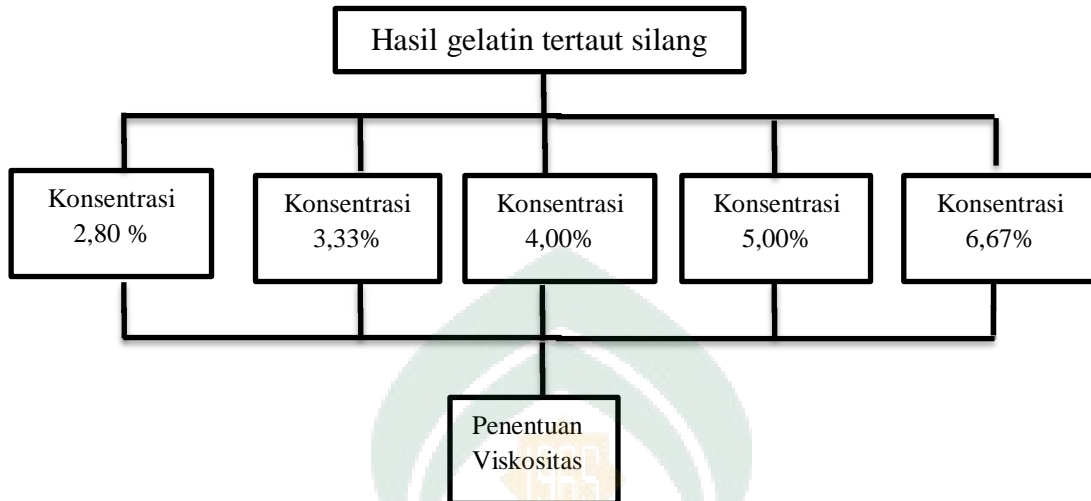 Hasil gelatin tertaut silang
Konsentrasi
2,80 %
Konsentrasi
3,33%
Konsentrasi
4,00%
Konsentrasi
5,00%
Konsentrasi
6,67%
Penentuan
Viskositas